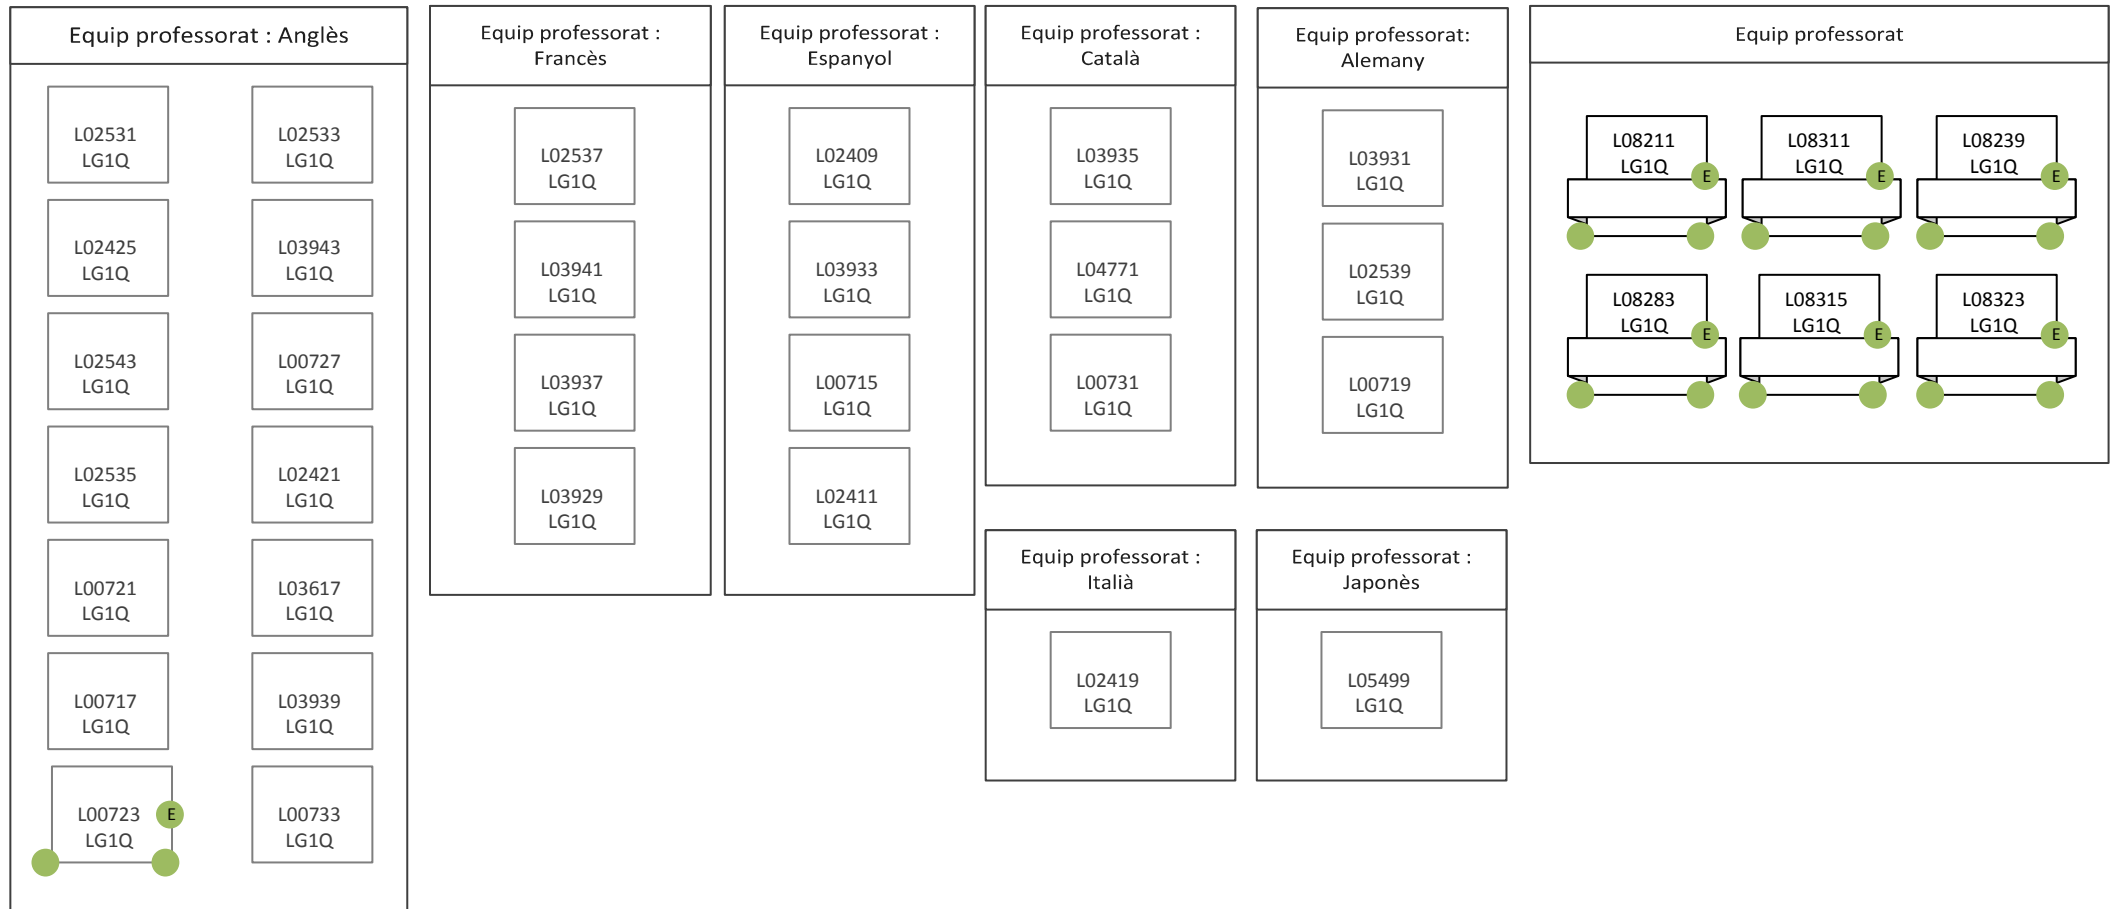 Equip professorat : Anglès
L02531
LG1Q
L02533
LG1Q
L02425
LG1Q
L03943
LG1Q
L02543
LG1Q
L00727
LG1Q
L02535
LG1Q
L02421
LG1Q
L00721
LG1Q
L03617
LG1Q
L00717
LG1Q
L03939
LG1Q
L00723
LG1Q
E
L00733
LG1Q
Equip professorat :
Francès
L02537
LG1Q
L03941
LG1Q
L03937
LG1Q
L03929
LG1Q
Equip professorat :
Espanyol
L02409
LG1Q
L03933
LG1Q
L00715
LG1Q
L02411
LG1Q
Equip professorat :
Català
L03935
LG1Q
L04771
LG1Q
L00731
LG1Q
Equip professorat:
Alemany
L03931
LG1Q
L02539
LG1Q
L00719
LG1Q
Equip professorat :
Italià
L02419
LG1Q
Equip professorat :
Japonès
L05499
LG1Q
Equip professorat
L08211
LG1Q
E
L08311
LG1Q
E
L08239
LG1Q
E
L08283
LG1Q
E
L08315
LG1Q
E
L08323
LG1Q
E